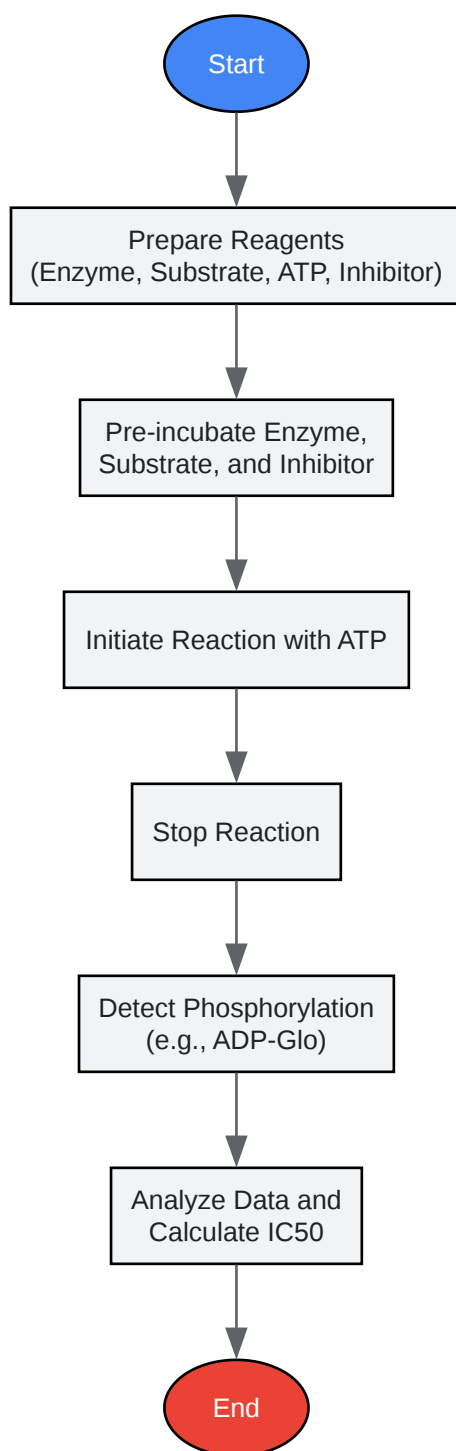 Start
Prepare Reagents
(Enzyme, Substrate, ATP, Inhibitor)
Pre-incubate Enzyme,
Substrate, and Inhibitor
Initiate Reaction with ATP
Stop Reaction
Detect Phosphorylation
(e.g., ADP-Glo)
Analyze Data and
Calculate IC50
End